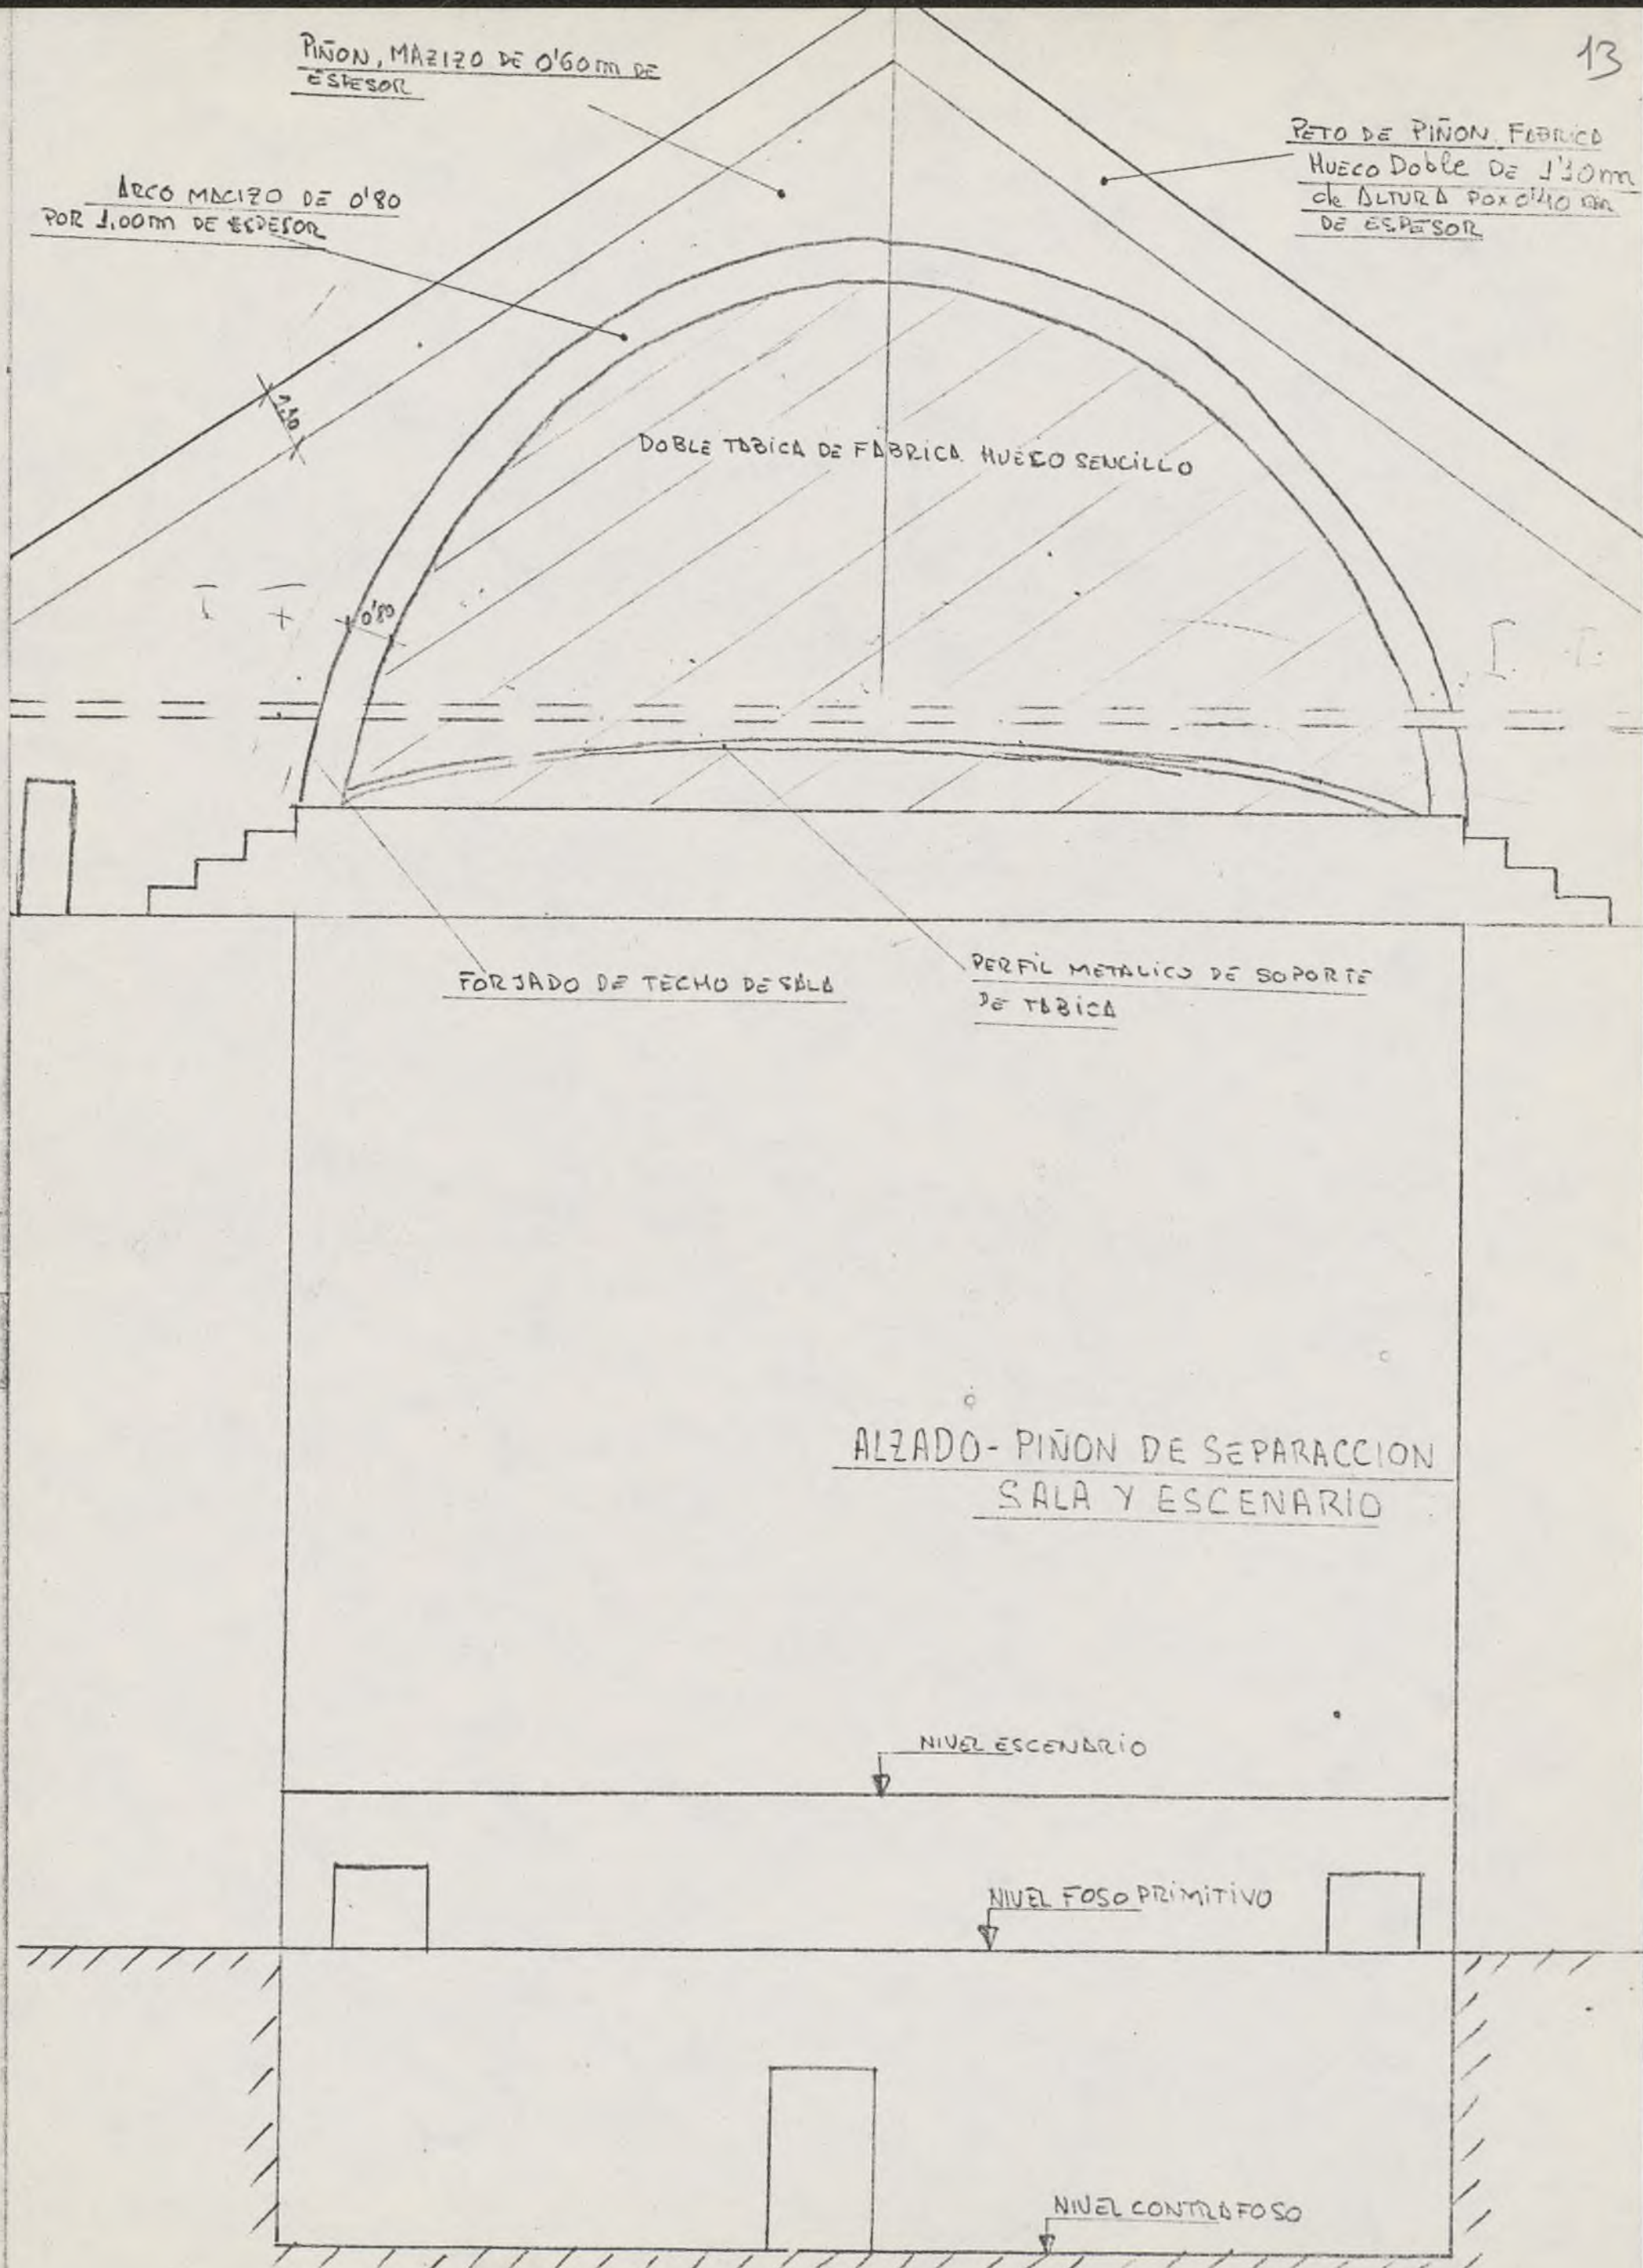 13
PIÑON, MAZIZO DE 0'60 m DE
ESPESOR
PETO DE PIÑON. FABRICA
HUECO Doble DE 1'10 m
de ALTURA POR 0'40 m
DE ESPESOR
ARCO MACIZO DE 0'80
POR 1,00 m DE ESPESOR
1,10
DOBLE TABICA DE FABRICA HUECO SENCILLO
0'80
FORJADO DE TECHO DE SALA
PERFIL METALICO DE SOPORTE
DE TABICA
ALZADO - PIÑON DE SEPARACCION
SALA Y ESCENARIO
NIVEL ESCENARIO
NIVEL FOSO PRIMITIVO
NIVEL CONTRAFOSO